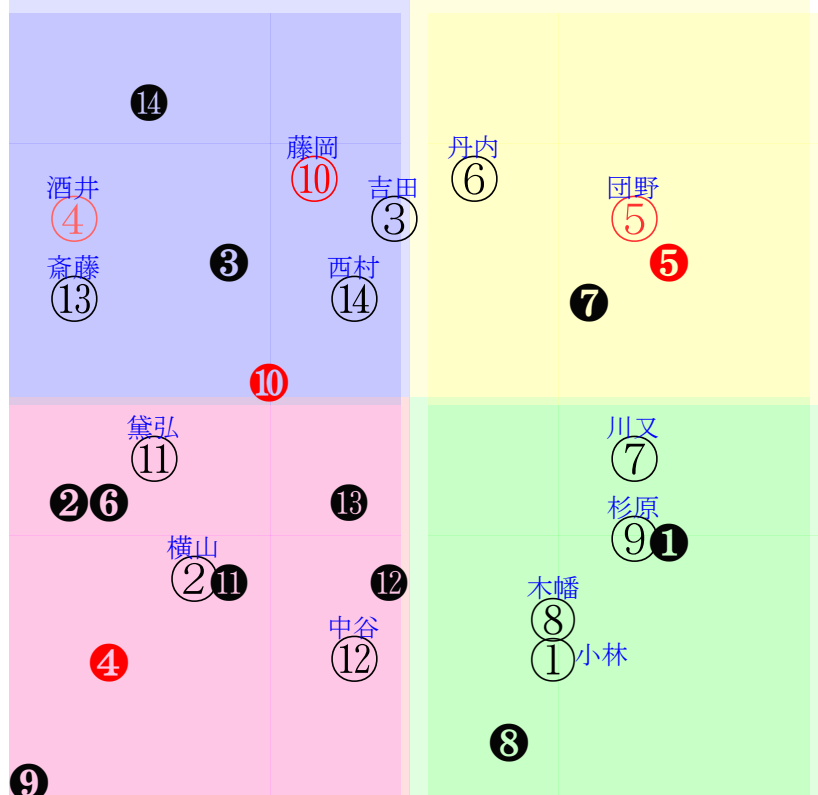 ⓮
藤岡
⑩
丹内
⑥
酒井
④
吉田
③
団野
⑤
❸
❺
斎藤
⑬
西村
⑭
❼
❿
黛弘
⑪
川又
⑦
❷❻
⓭
杉原
⑨❶
横山
②⓫
⓬
木幡
⑧
中谷
⑫
①小林
❹
❽
❾